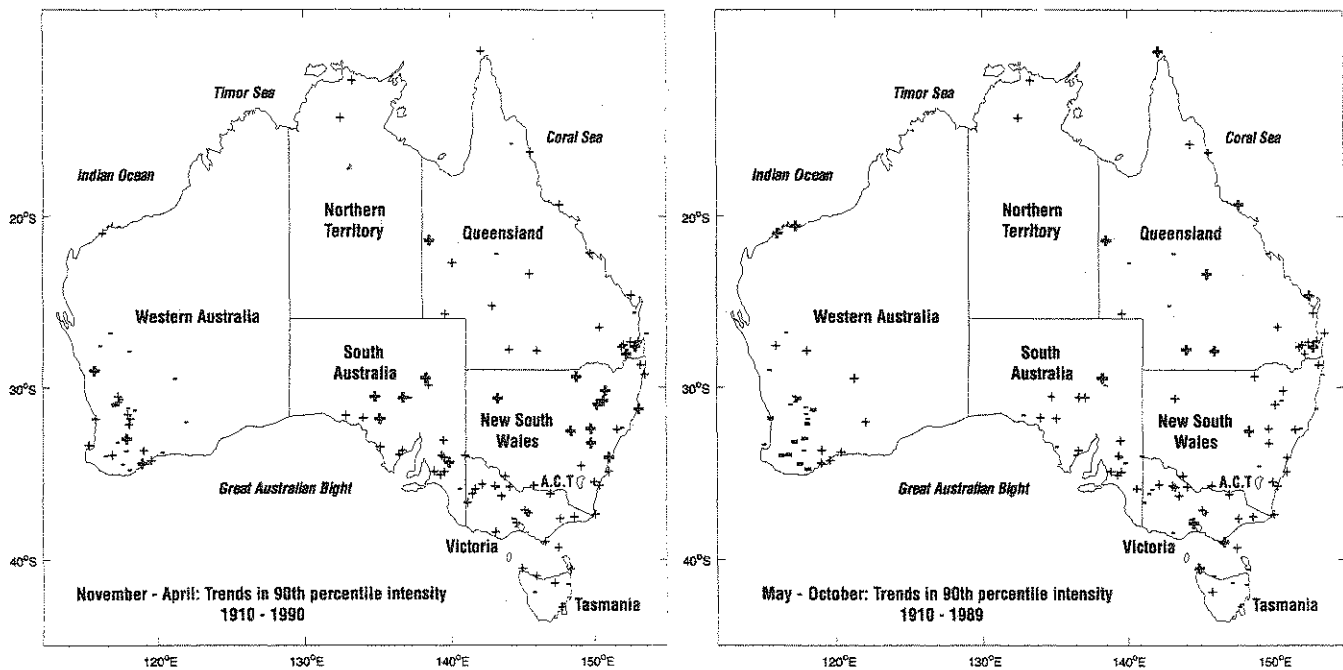 Timor Sea
Coral Sea
Indian Ocean
20°S
Northern
Territory
Queensland
Western Australia
South
Australia
30°S
New South
Wales
A.C.T
Great Australian Bight
Victoria
40°S
November - April: Trends in 90th percentile intensity
1910 - 1990
Tasmania
120°E
130°E
140°E
150°E
140°E
150°E
Timor Sea
Coral Sea
Indian Ocean
20°S
Northern
Territory
Queensland
Western Australia
South
Australia
30°S
New South
Wales
A.C.T
Great Australian Bight
Victoria
40°S
May - October: Trends in 90th percentile intensity
1910 - 1989
Tasmania
120°E
130°E
140°E
150°E